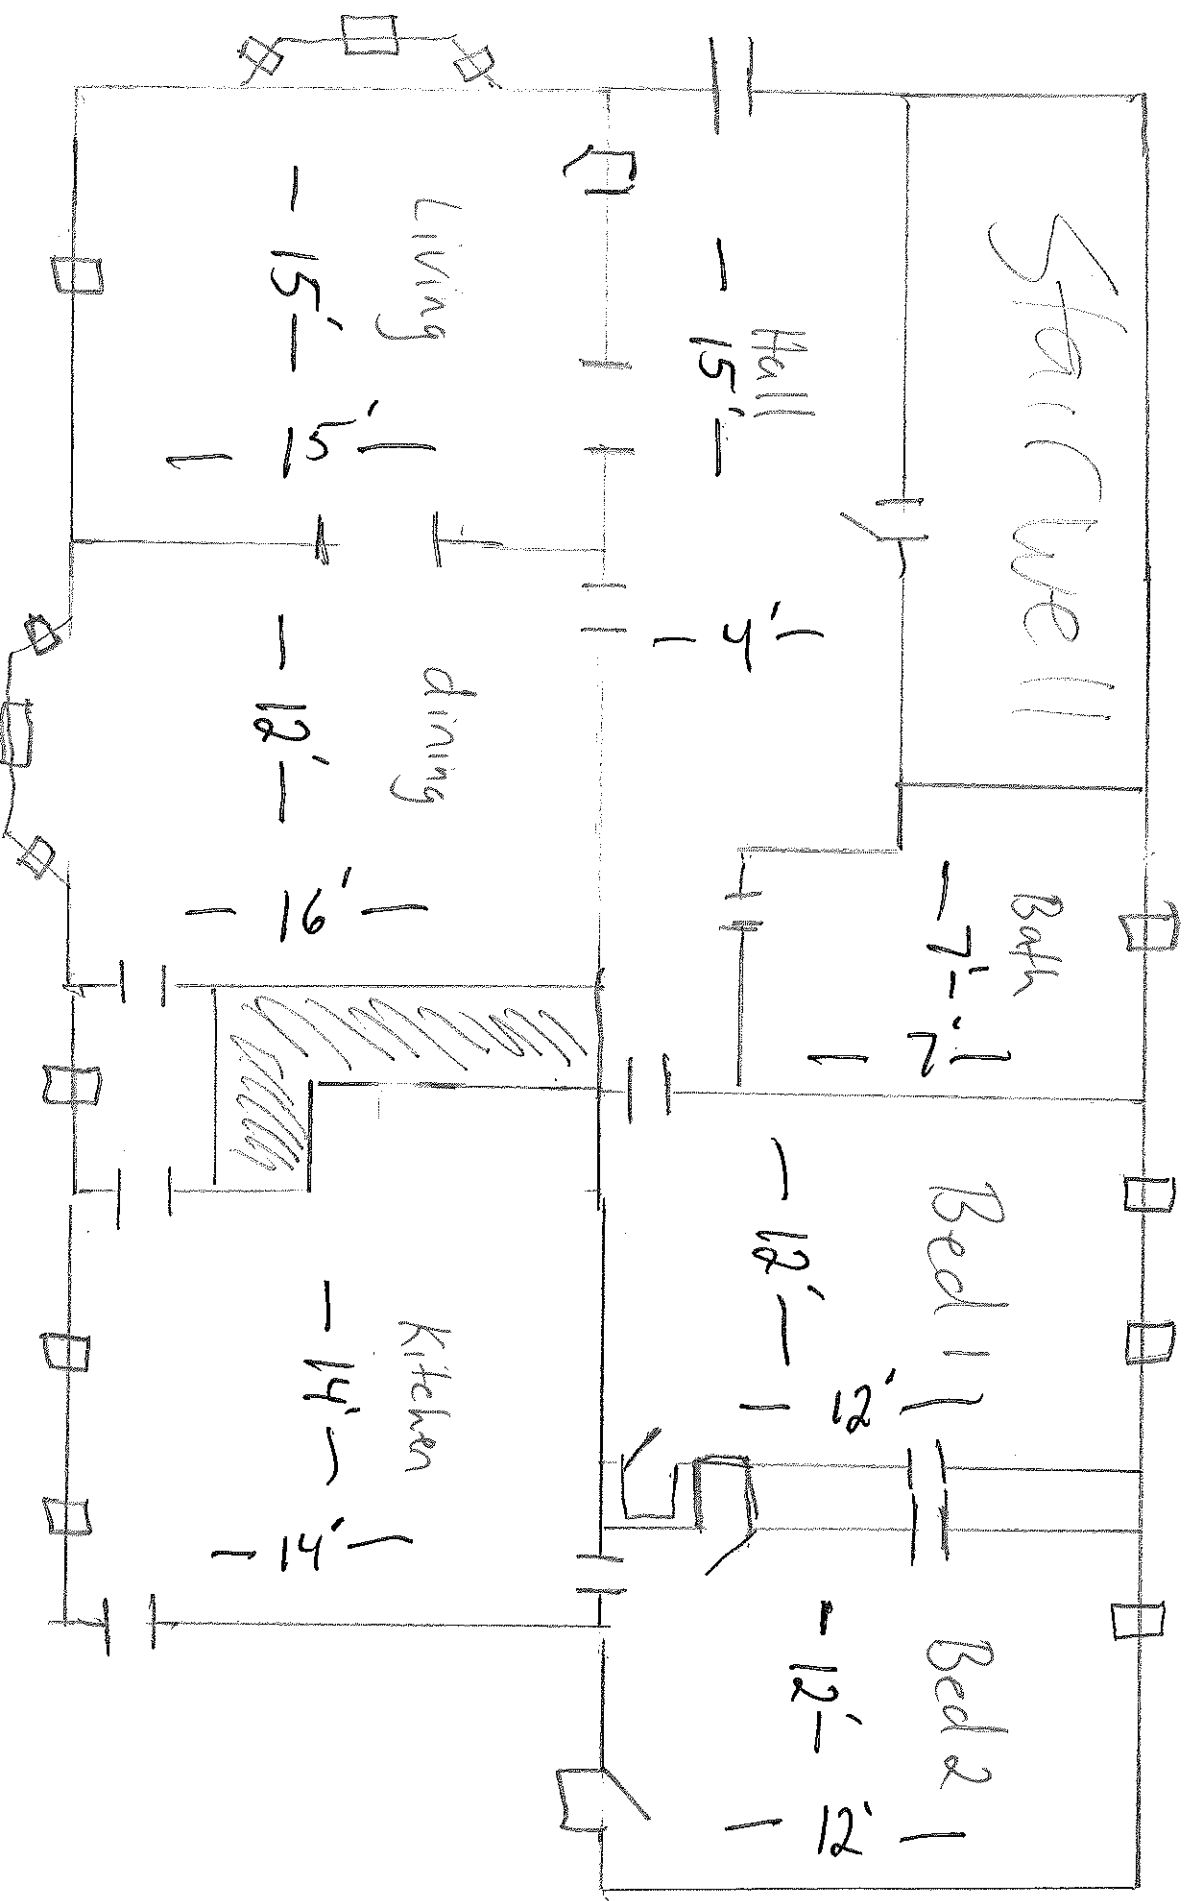 Stairwell
Hall
- 15' -
- 4' -
Living
- 15' -
- 15' -
dining
- 12' -
- 16' -
Bath
- 7' -
- 7' -
Bed 1
- 12' -
- 12' -
Kitchen
- 14' -
- 14' -
Bed 2
- 12' -
- 12' -